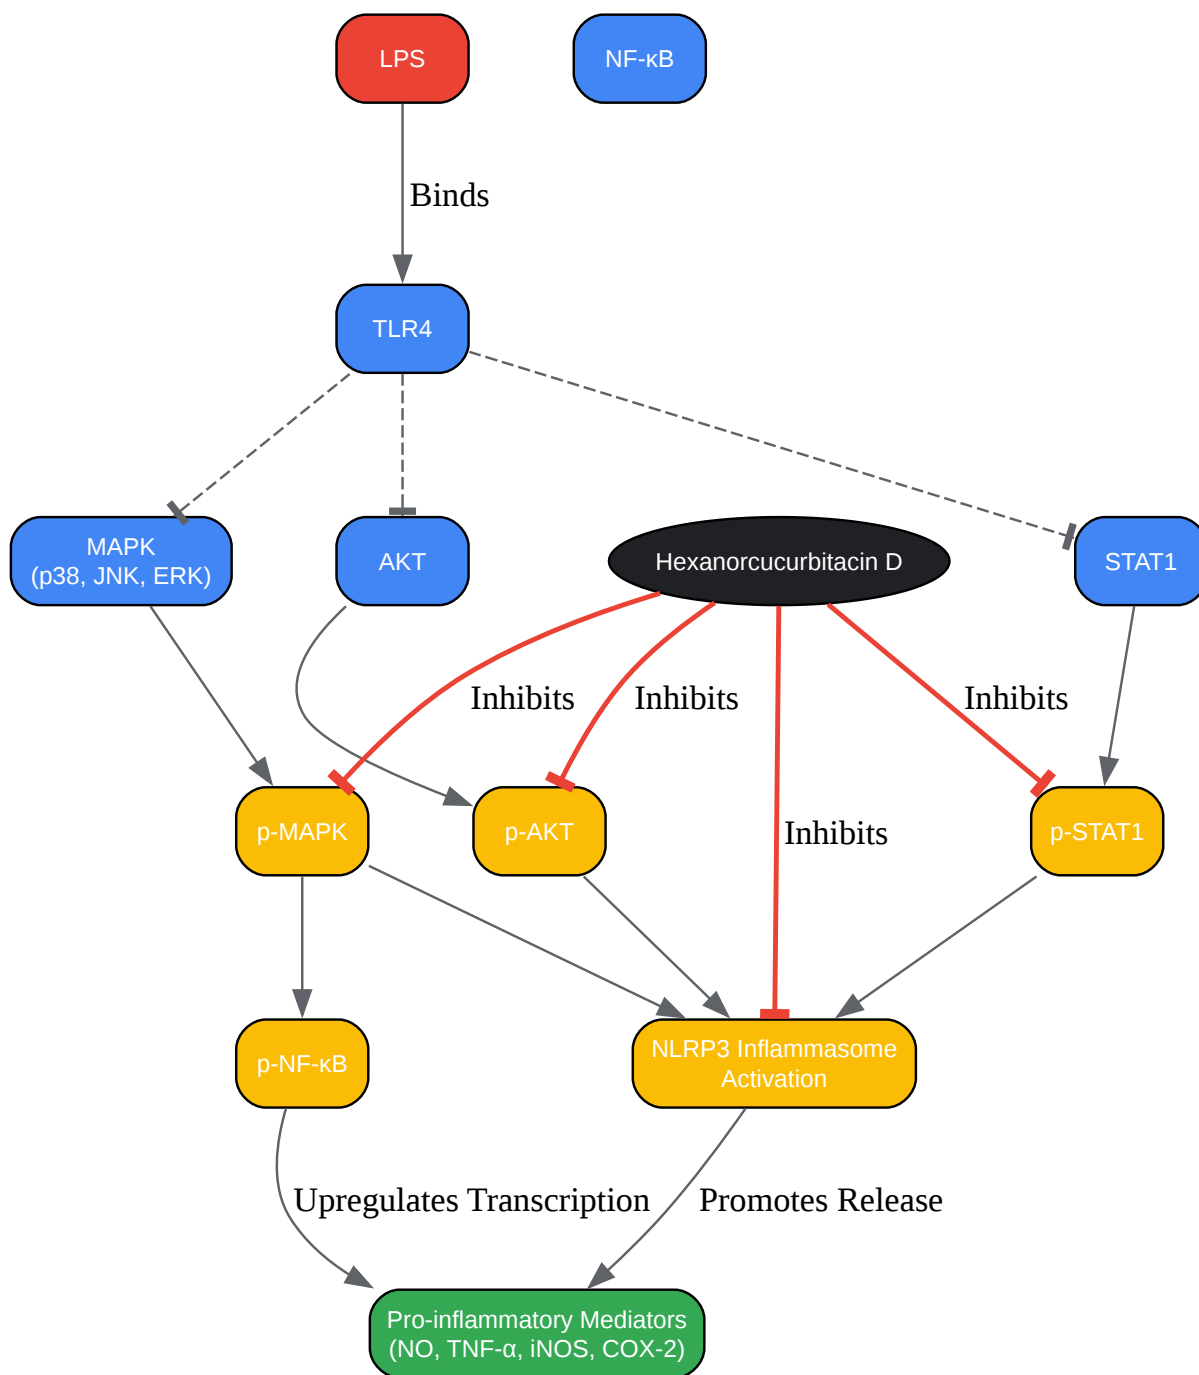 LPS
NF-κB
Binds
TLR4
MAPK
(p38, JNK, ERK)
AKT
Hexanorcucurbitacin D
STAT1
Inhibits
Inhibits
Inhibits
Inhibits
p-MAPK
p-AKT
p-STAT1
p-NF-κB
NLRP3 Inflammasome
Activation
Upregulates Transcription
Promotes Release
Pro-inflammatory Mediators
(NO, TNF-α, iNOS, COX-2)